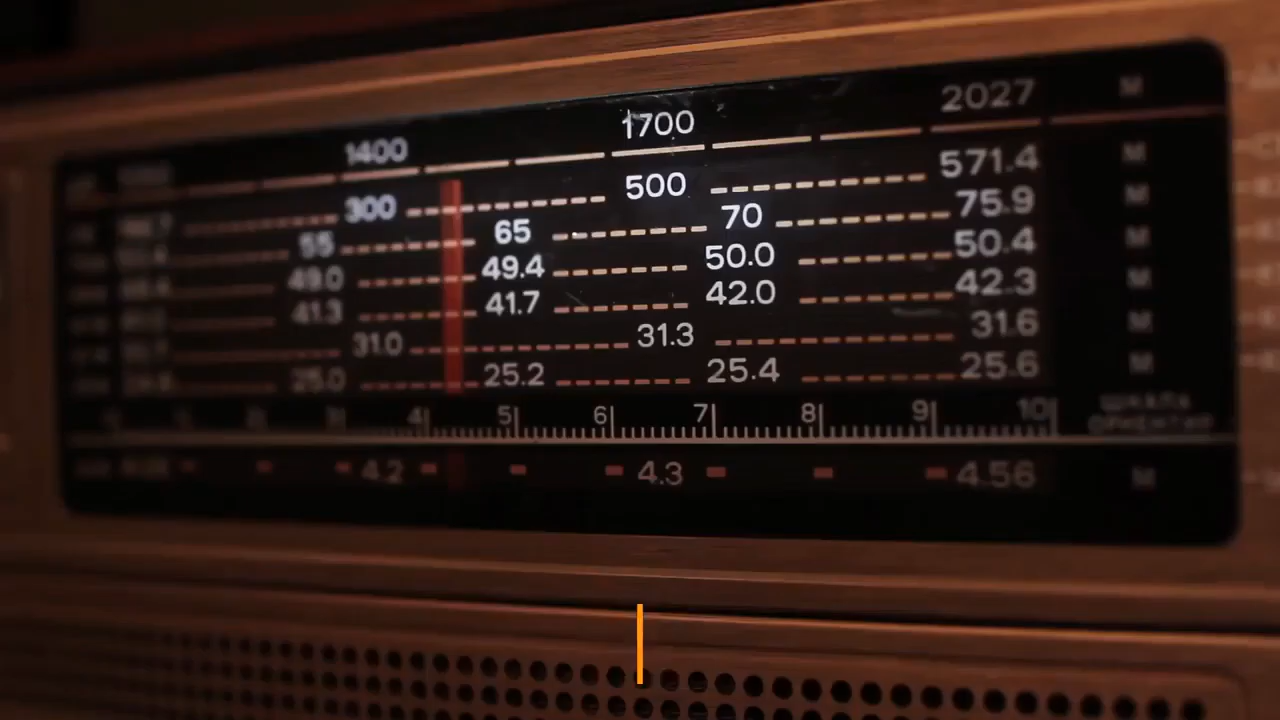 2027 M
1400 1700
300 500 571.4 M
55 65 70 75.9 M
49.0 49.4 50.0 50.4 M
41.3 41.7 42.0 42.3 M
31.0 31.3 31.6 M
25.0 25.2 25.4 25.6 M
4 5 6 7 8 9 10 ШКАЛА
ОРИЕНТИР
4.2 4.3 4.56 M